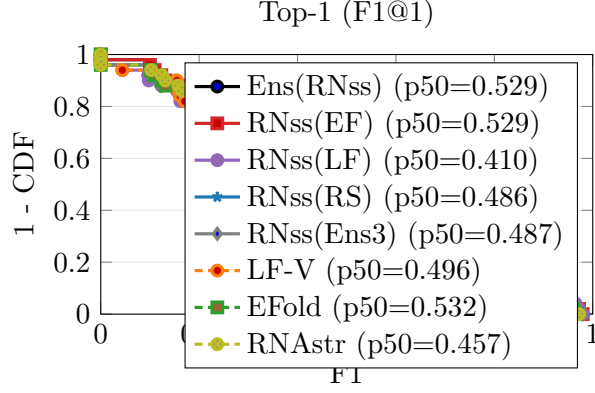 Top-1 (F1@1)
1 - CDF
1
0.8
0.6
0.4
0.2
0
0
1
F1
Ens(RNss) (p50=0.529)
RNss(EF) (p50=0.529)
RNss(LF) (p50=0.410)
RNss(RS) (p50=0.486)
RNss(Ens3) (p50=0.487)
LF-V (p50=0.496)
EFold (p50=0.532)
RNAstr (p50=0.457)